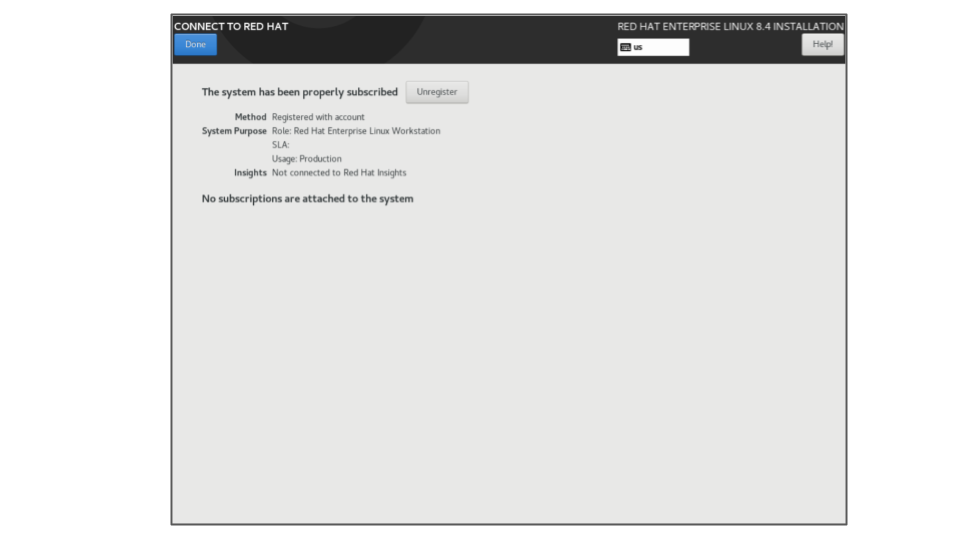 CONNECT TO RED HAT
RED HAT ENTERPRISE LINUX 8.4 INSTALLATION
Done
us
Help!
The system has been properly subscribed
Unregister
Method Registered with account
System Purpose Role: Red Hat Enterprise Linux Workstation
SLA:
Usage: Production
Insights Not connected to Red Hat Insights
No subscriptions are attached to the system